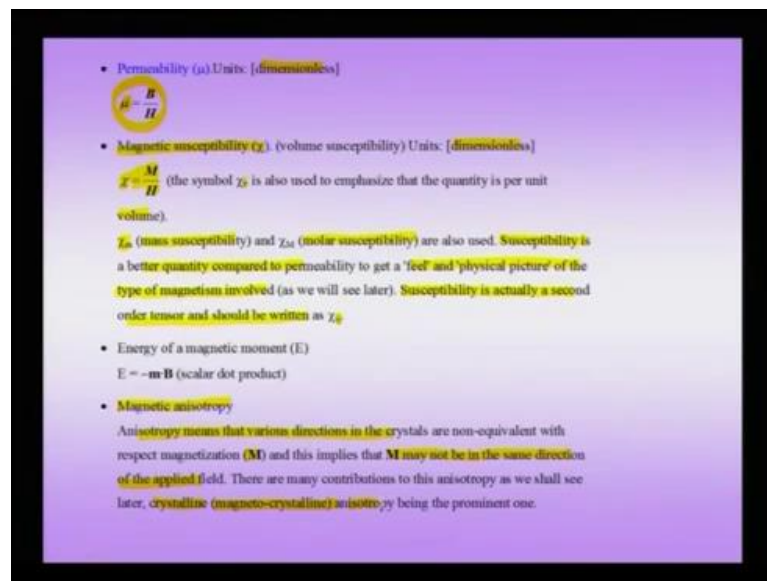 • Permeability (μ).Units: [dimensionless]
μ = B/H
• Magnetic susceptibility (χ). (volume susceptibility) Units: [dimensionless]
χ = M/H (the symbol χᵥ is also used to emphasize that the quantity is per unit
volume).
χₘ (mass susceptibility) and χM (molar susceptibility) are also used. Susceptibility is
a better quantity compared to permeability to get a 'feel' and 'physical picture' of the
type of magnetism involved (as we will see later). Susceptibility is actually a second
order tensor and should be written as χᵢⱼ
• Energy of a magnetic moment (E)
E = −m·B (scalar dot product)
• Magnetic anisotropy
Anisotropy means that various directions in the crystals are non-equivalent with
respect magnetization (M) and this implies that M may not be in the same direction
of the applied field. There are many contributions to this anisotropy as we shall see
later, crystalline (magneto-crystalline) anisotropy being the prominent one.